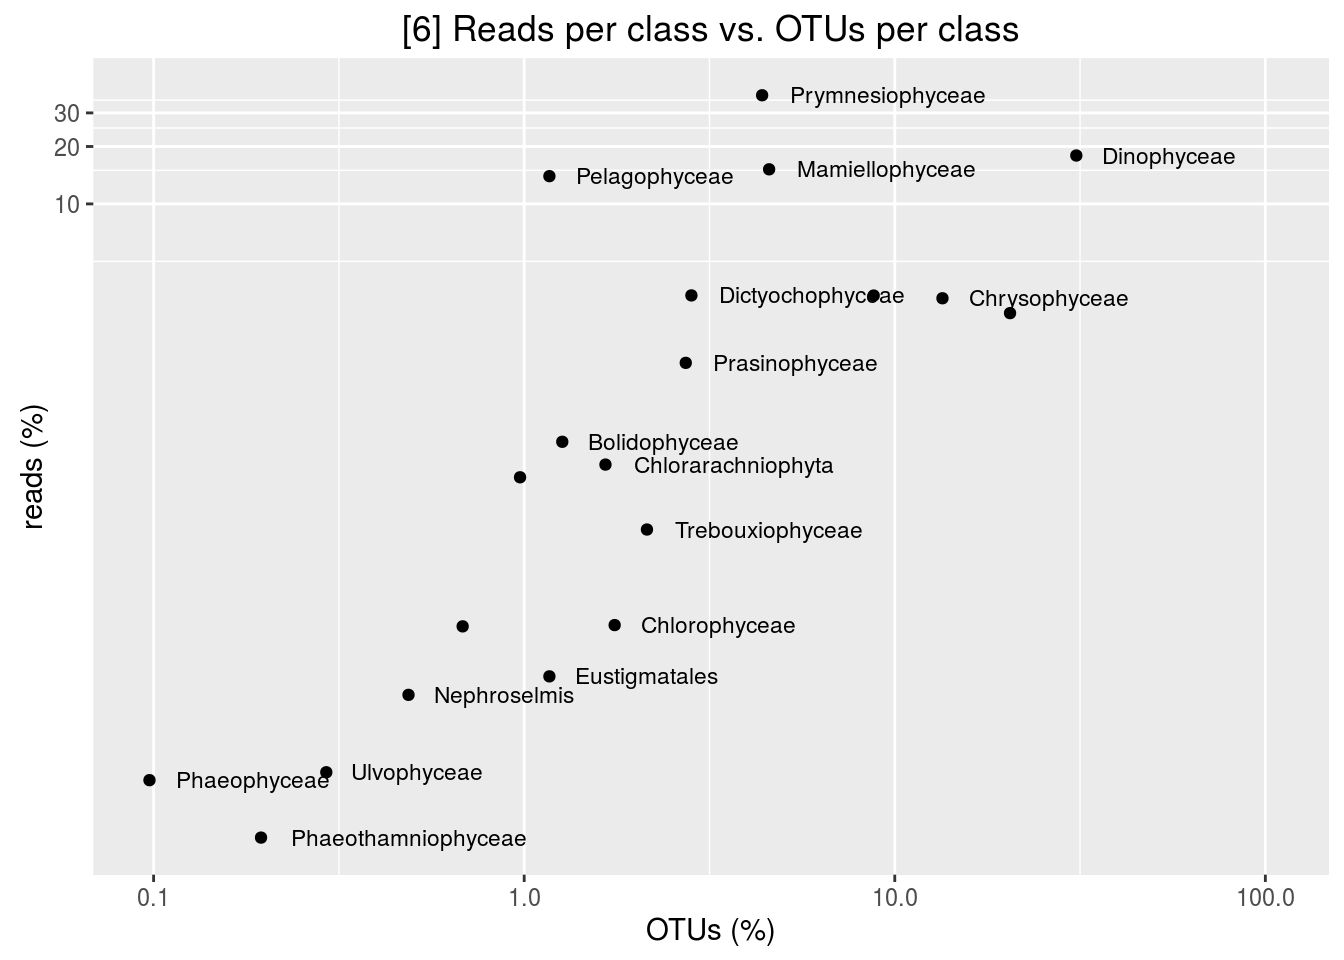 [6] Reads per class vs. OTUs per class
Prymnesiophyceae
30
20
Dinophyceae
Mamiellophyceae
Pelagophyceae
10
Dictyochophyceae
Chrysophyceae
Prasinophyceae
reads (%)
Bolidophyceae
Chlorarachniophyta
Trebouxiophyceae
Chlorophyceae
Eustigmatales
Nephroselmis
Ulvophyceae
Phaeophyceae
Phaeothamniophyceae
0.1 1.0 10.0 100.0
OTUs (%)